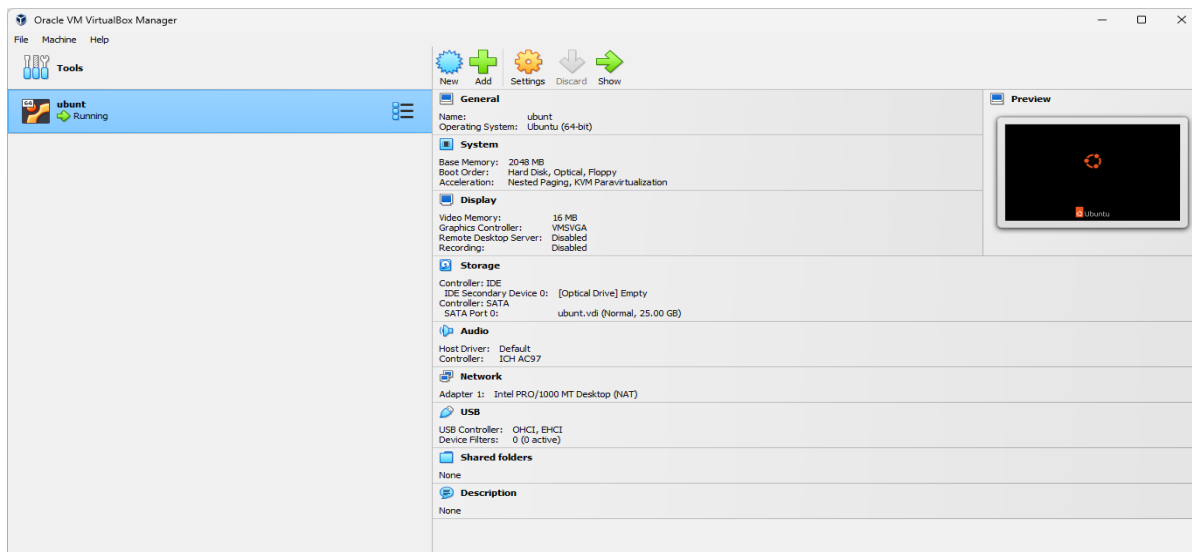 Oracle VM VirtualBox Manager
File Machine Help
Tools
New Add Settings Discard Show
64
ubunt
Running
General
Name: ubunt
Operating System: Ubuntu (64-bit)
System
Base Memory: 2048 MB
Boot Order: Hard Disk, Optical, Floppy
Acceleration: Nested Paging, KVM Paravirtualization
Display
Video Memory: 16 MB
Graphics Controller: VMSVGA
Remote Desktop Server: Disabled
Recording: Disabled
Storage
Controller: IDE
IDE Secondary Device 0: [Optical Drive] Empty
Controller: SATA
SATA Port 0: ubunt.vdi (Normal, 25.00 GB)
Audio
Host Driver: Default
Controller: ICH AC97
Network
Adapter 1: Intel PRO/1000 MT Desktop (NAT)
USB
USB Controller: OHCI, EHCI
Device Filters: 0 (0 active)
Shared folders
None
Description
None
Preview
Ubuntu